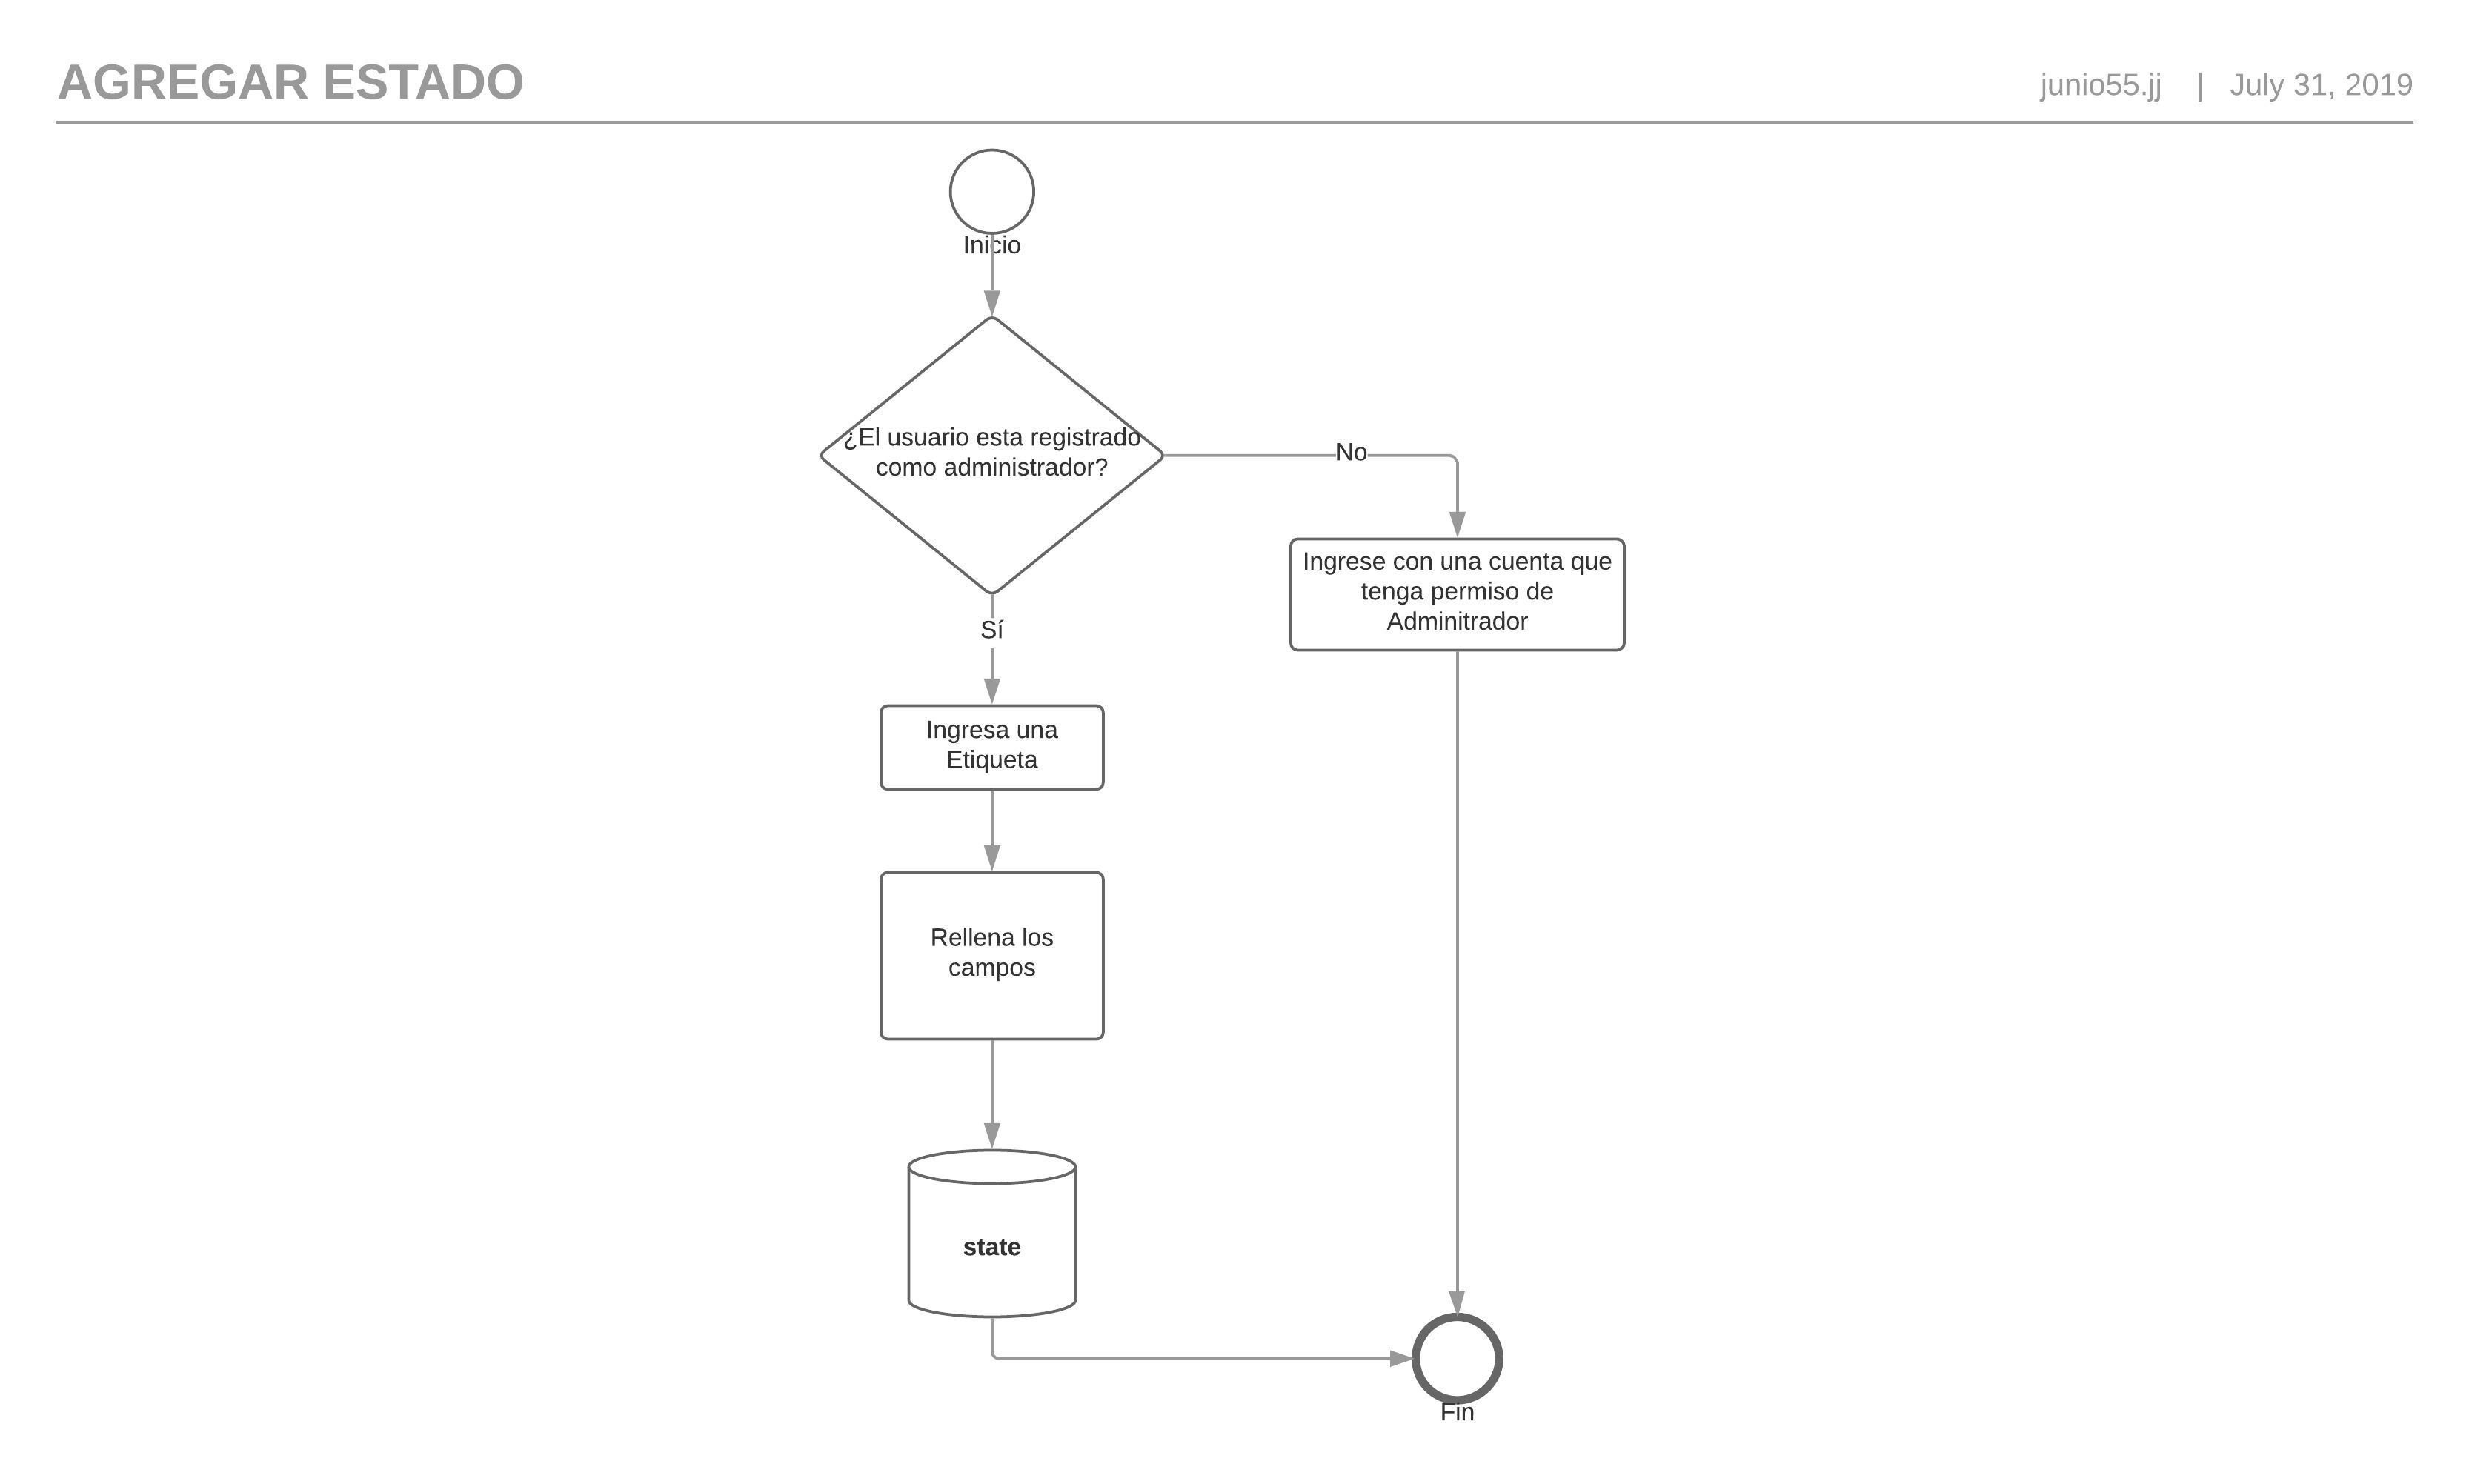 AGREGAR ESTADO
junio55.jj | July 31, 2019
Inicio
¿El usuario esta registrado
como administrador?
No
Ingrese con una cuenta que
tenga permiso de
Adminitrador
Sí
Ingresa una
Etiqueta
Rellena los
campos
state
Fin